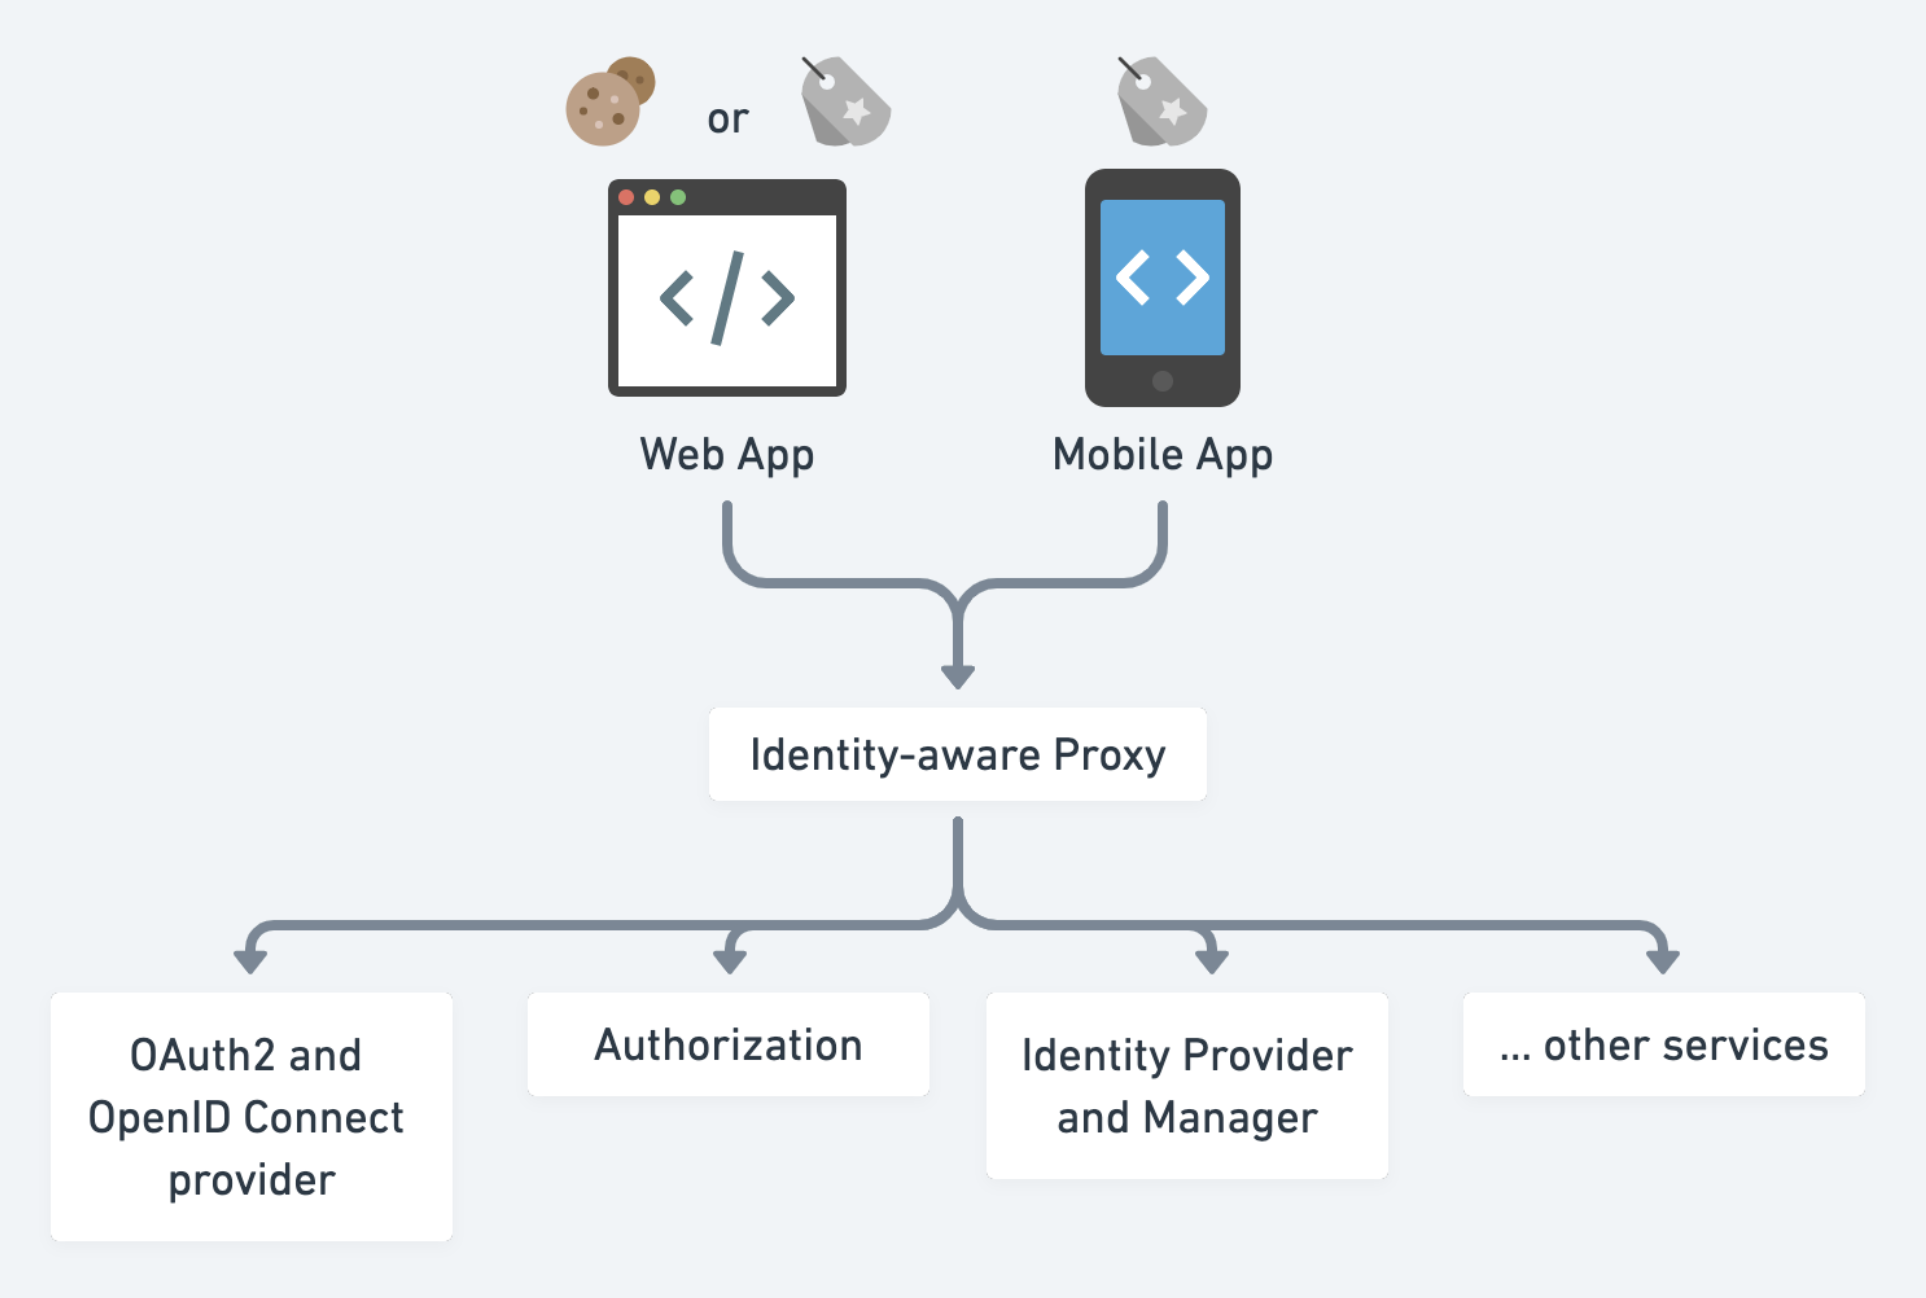 or
Web App
Mobile App
Identity-aware Proxy
OAuth2 and
OpenID Connect
provider
Authorization
Identity Provider
and Manager
... other services